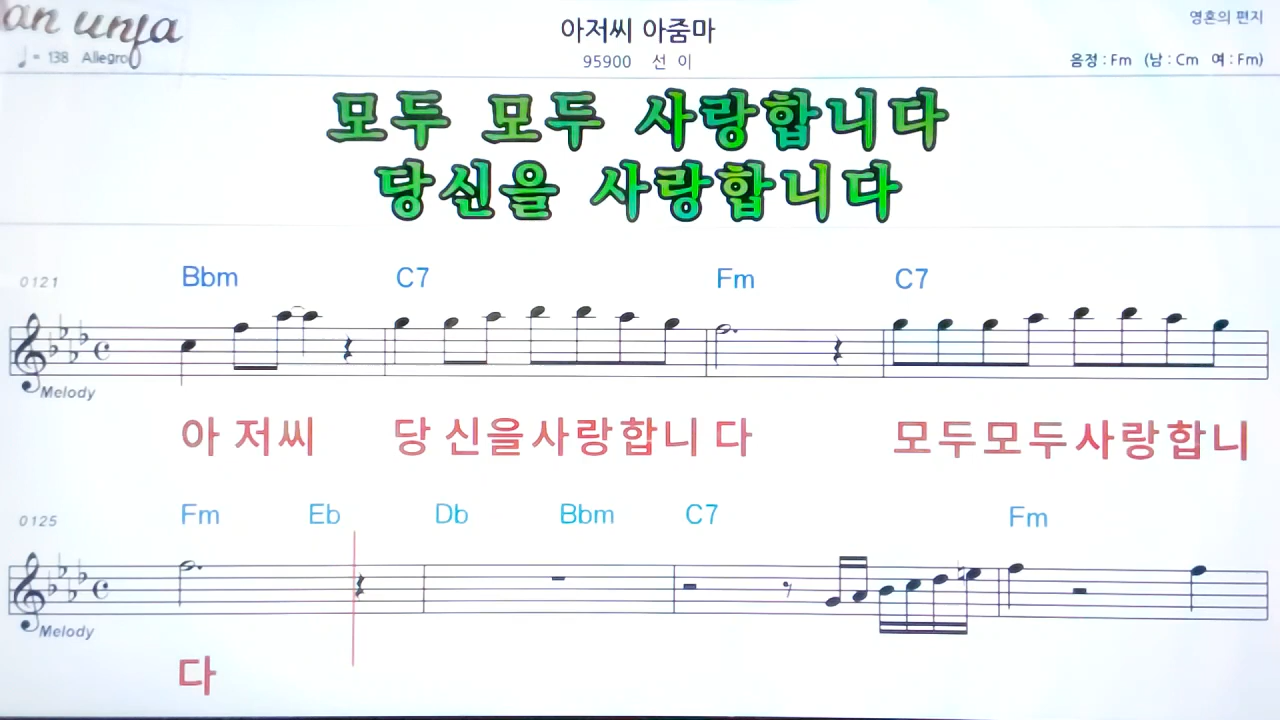 an unja
아저씨 아줌마
영혼의 편지
♩= 138 Allegro
95900 선 이
음정 : Fm (남 : Cm 여 : Fm)
모두 모두 사랑합니다
당신을 사랑합니다
0121 Bbm C7 Fm C7
Melody
아 저씨 당 신을사랑합니 다 모두모두사랑합니
0125 Fm Eb Db Bbm C7 Fm
Melody
다